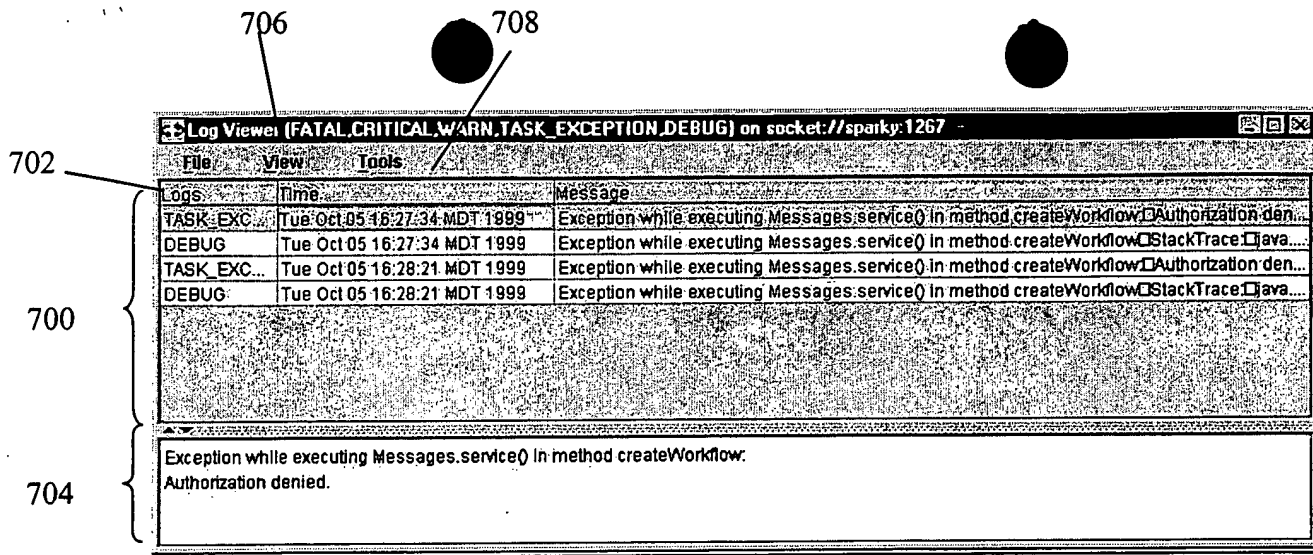 706 708
Log Viewer (FATAL,CRITICAL,WARN,TASK_EXCEPTION,DEBUG) on socket://sparky:1267
File View Tools
702
Logs Time Message
TASK_EXC... Tue Oct 05 16:27:34 MDT 1999 Exception while executing Messages.service() in method createWorkflow:□Authorization den...
DEBUG Tue Oct 05 16:27:34 MDT 1999 Exception while executing Messages.service() in method createWorkflow□StackTrace:□java....
TASK_EXC... Tue Oct 05 16:28:21 MDT 1999 Exception while executing Messages.service() in method createWorkflow:□Authorization den...
DEBUG Tue Oct 05 16:28:21 MDT 1999 Exception while executing Messages.service() in method createWorkflow□StackTrace:□java....
700
Exception while executing Messages.service() in method createWorkflow:
Authorization denied.
704